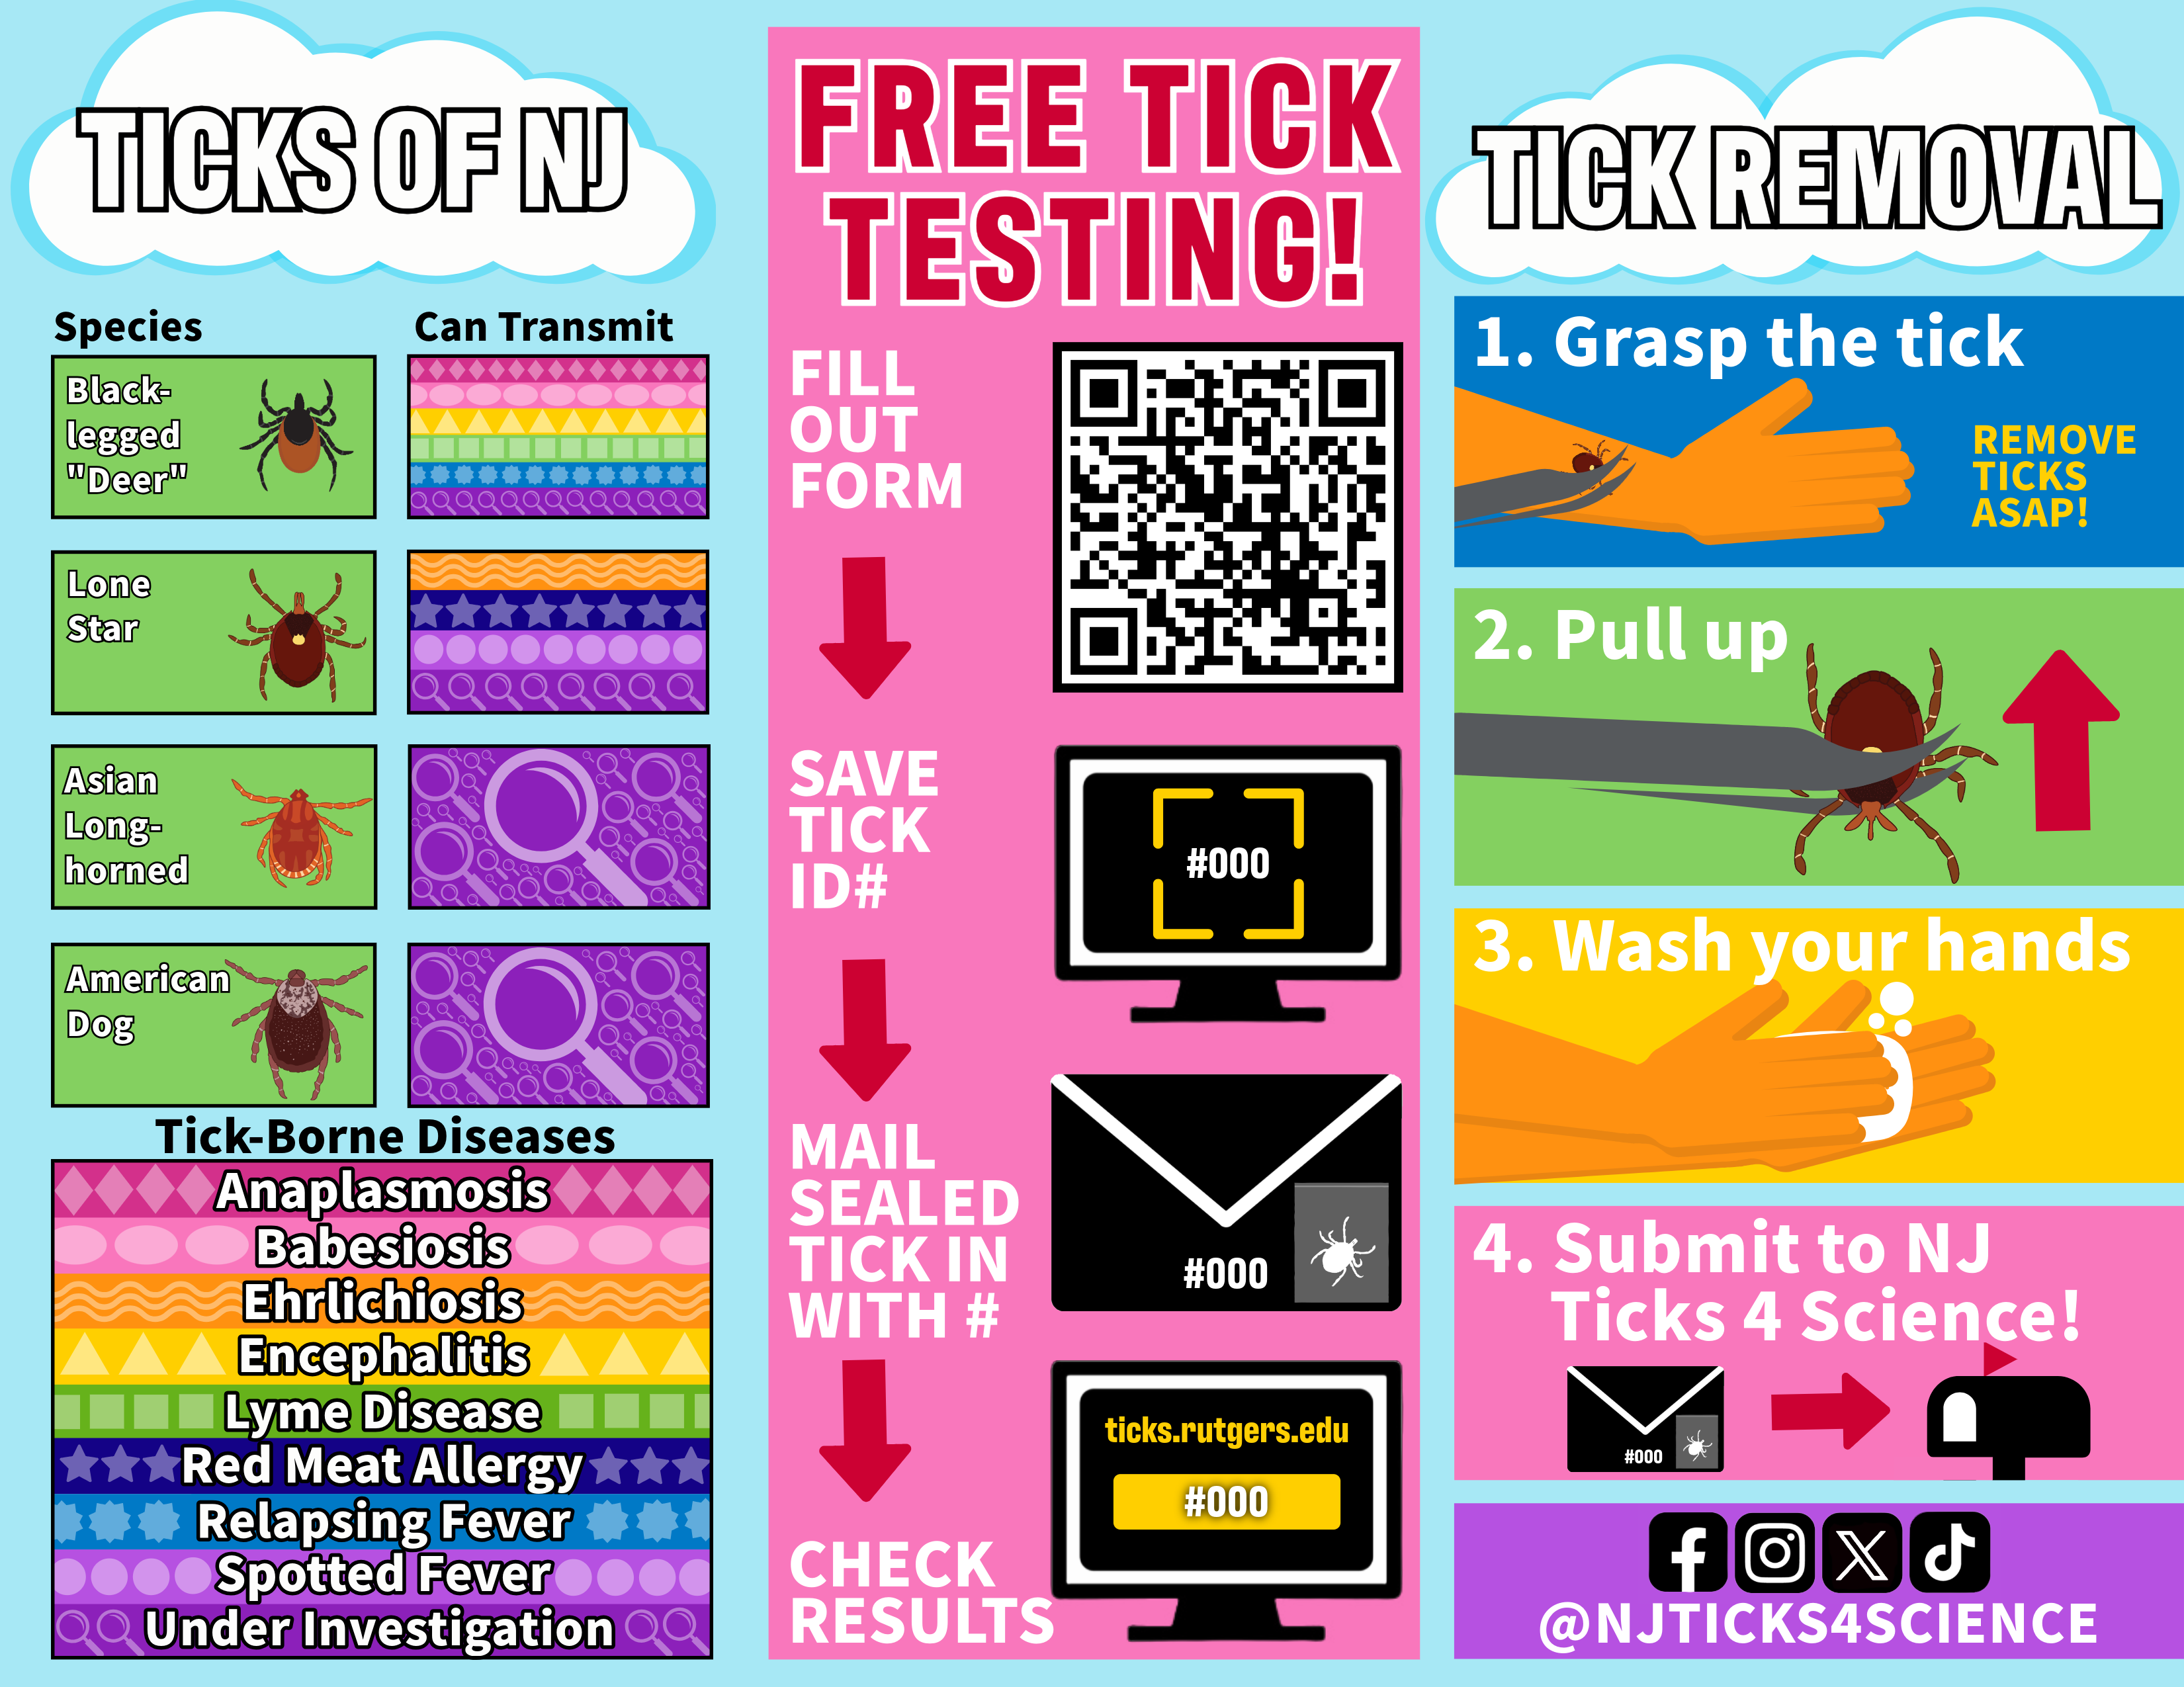 TICKS OF NJ
Species
Can Transmit
Black-
legged
"Deer"
Lone
Star
Asian
Long-
horned
American
Dog
Tick-Borne Diseases
Anaplasmosis
Babesiosis
Ehrlichiosis
Encephalitis
Lyme Disease
Red Meat Allergy
Relapsing Fever
Spotted Fever
Under Investigation
FREE TICK
TESTING!
FILL
OUT
FORM
SAVE
TICK
ID#
#000
MAIL
SEALED
TICK IN
WITH #
#000
CHECK
RESULTS
ticks.rutgers.edu
#000
TICK REMOVAL
1. Grasp the tick
REMOVE
TICKS
ASAP!
2. Pull up
3. Wash your hands
4. Submit to NJ
Ticks 4 Science!
#000
@NJTICKS4SCIENCE